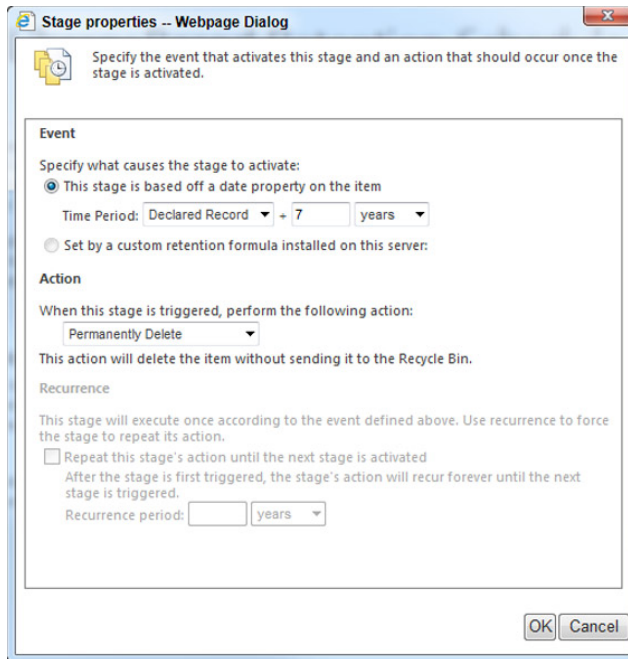 Stage properties -- Webpage Dialog
x
Specify the event that activates this stage and an action that should occur once the
stage is activated.
Event
Specify what causes the stage to activate:
This stage is based off a date property on the item
Time Period: Declared Record + 7 years
Set by a custom retention formula installed on this server:
Action
When this stage is triggered, perform the following action:
Permanently Delete
This action will delete the item without sending it to the Recycle Bin.
Recurrence
This stage will execute once according to the event defined above. Use recurrence to force
the stage to repeat its action.
Repeat this stage's action until the next stage is activated
After the stage is first triggered, the stage's action will recur forever until the next
stage is triggered.
Recurrence period: years
OK Cancel